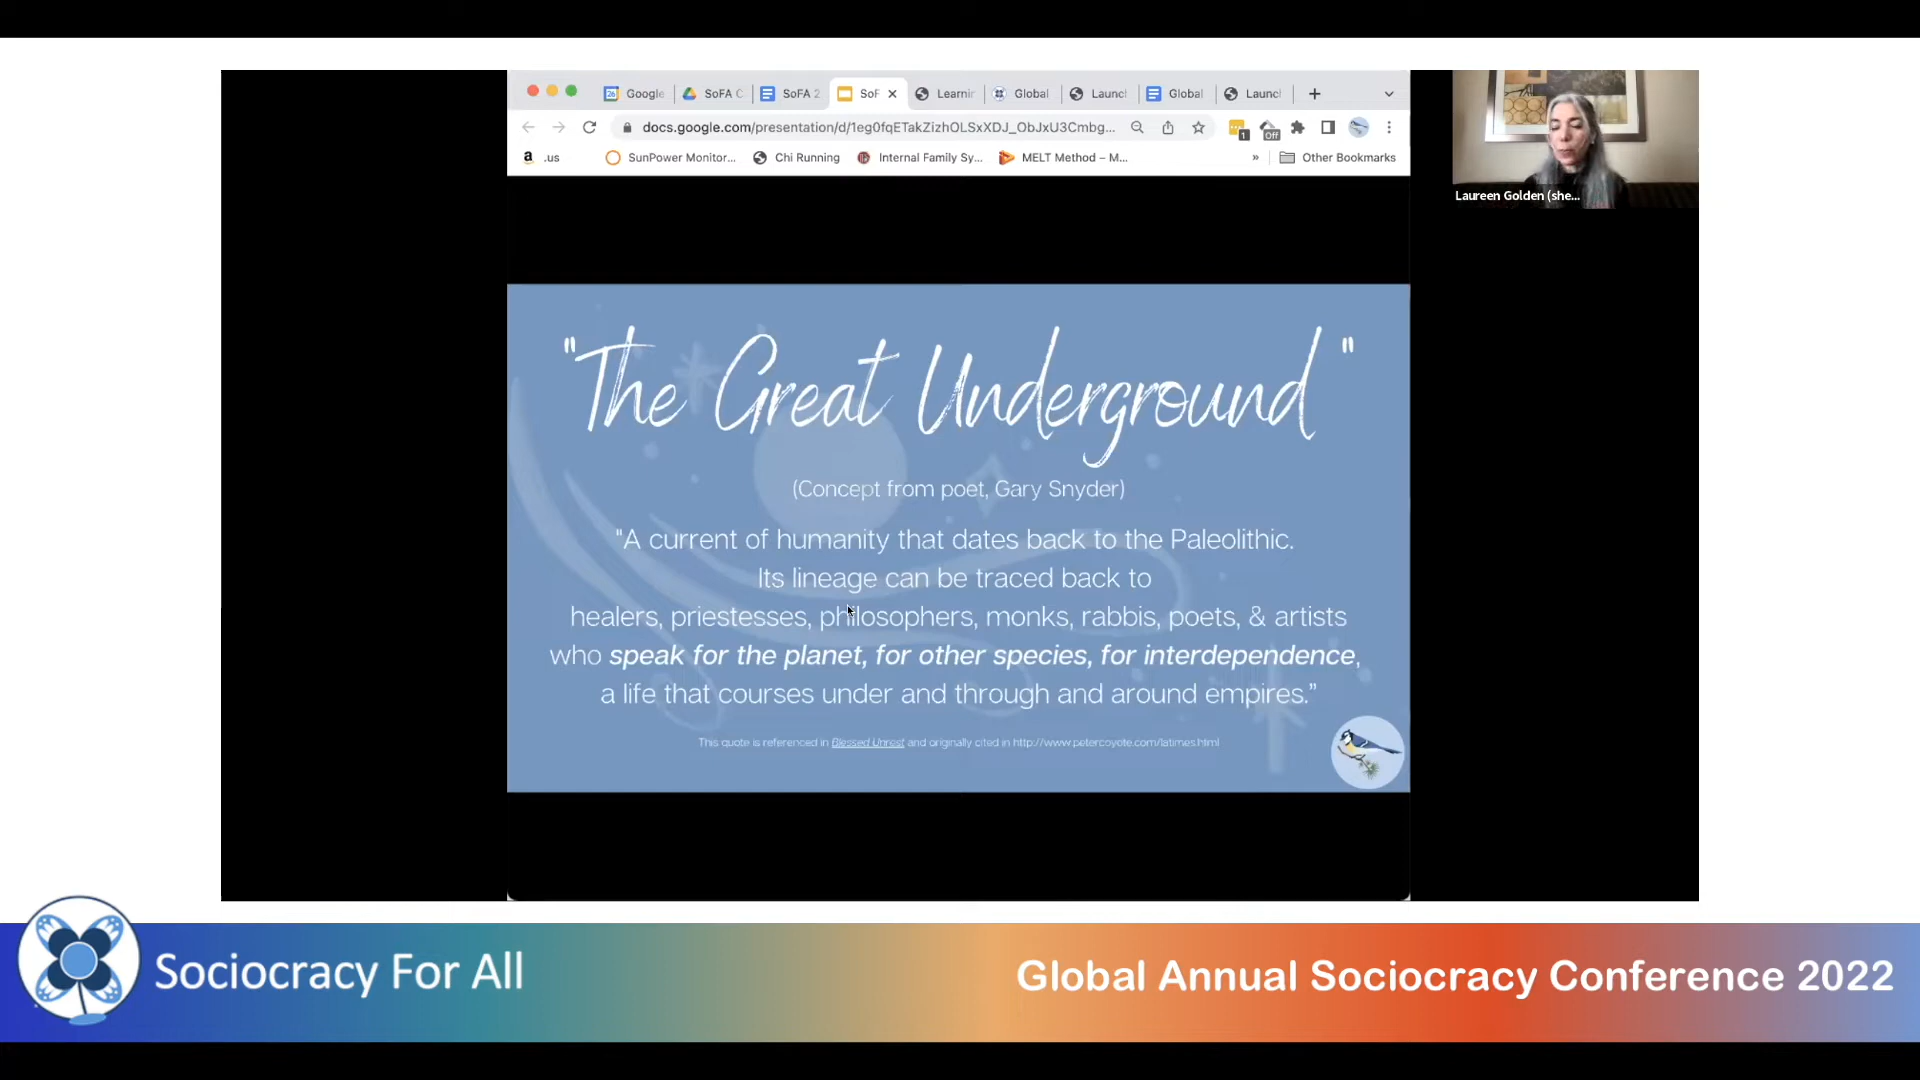 Google
SoFA C
SoFA 2
SoF
Learnin
Global
Launch
Global
Launch
docs.google.com/presentation/d/1eg0fqETakZizhOLSxXDJ_ObJxU3Cmbg...
1
Off
.us
SunPower Monitor...
Chi Running
Internal Family Sy...
MELT Method – M...
»
Other Bookmarks
Laureen Golden (she...
"The Great Underground"
(Concept from poet, Gary Snyder)
"A current of humanity that dates back to the Paleolithic.
Its lineage can be traced back to
healers, priestesses, philosophers, monks, rabbis, poets, & artists
who speak for the planet, for other species, for interdependence,
a life that courses under and through and around empires."
This quote is referenced in Blessed Unrest and originally cited in http://www.petercoyote.com/latimes.html
Sociocracy For All
Global Annual Sociocracy Conference 2022